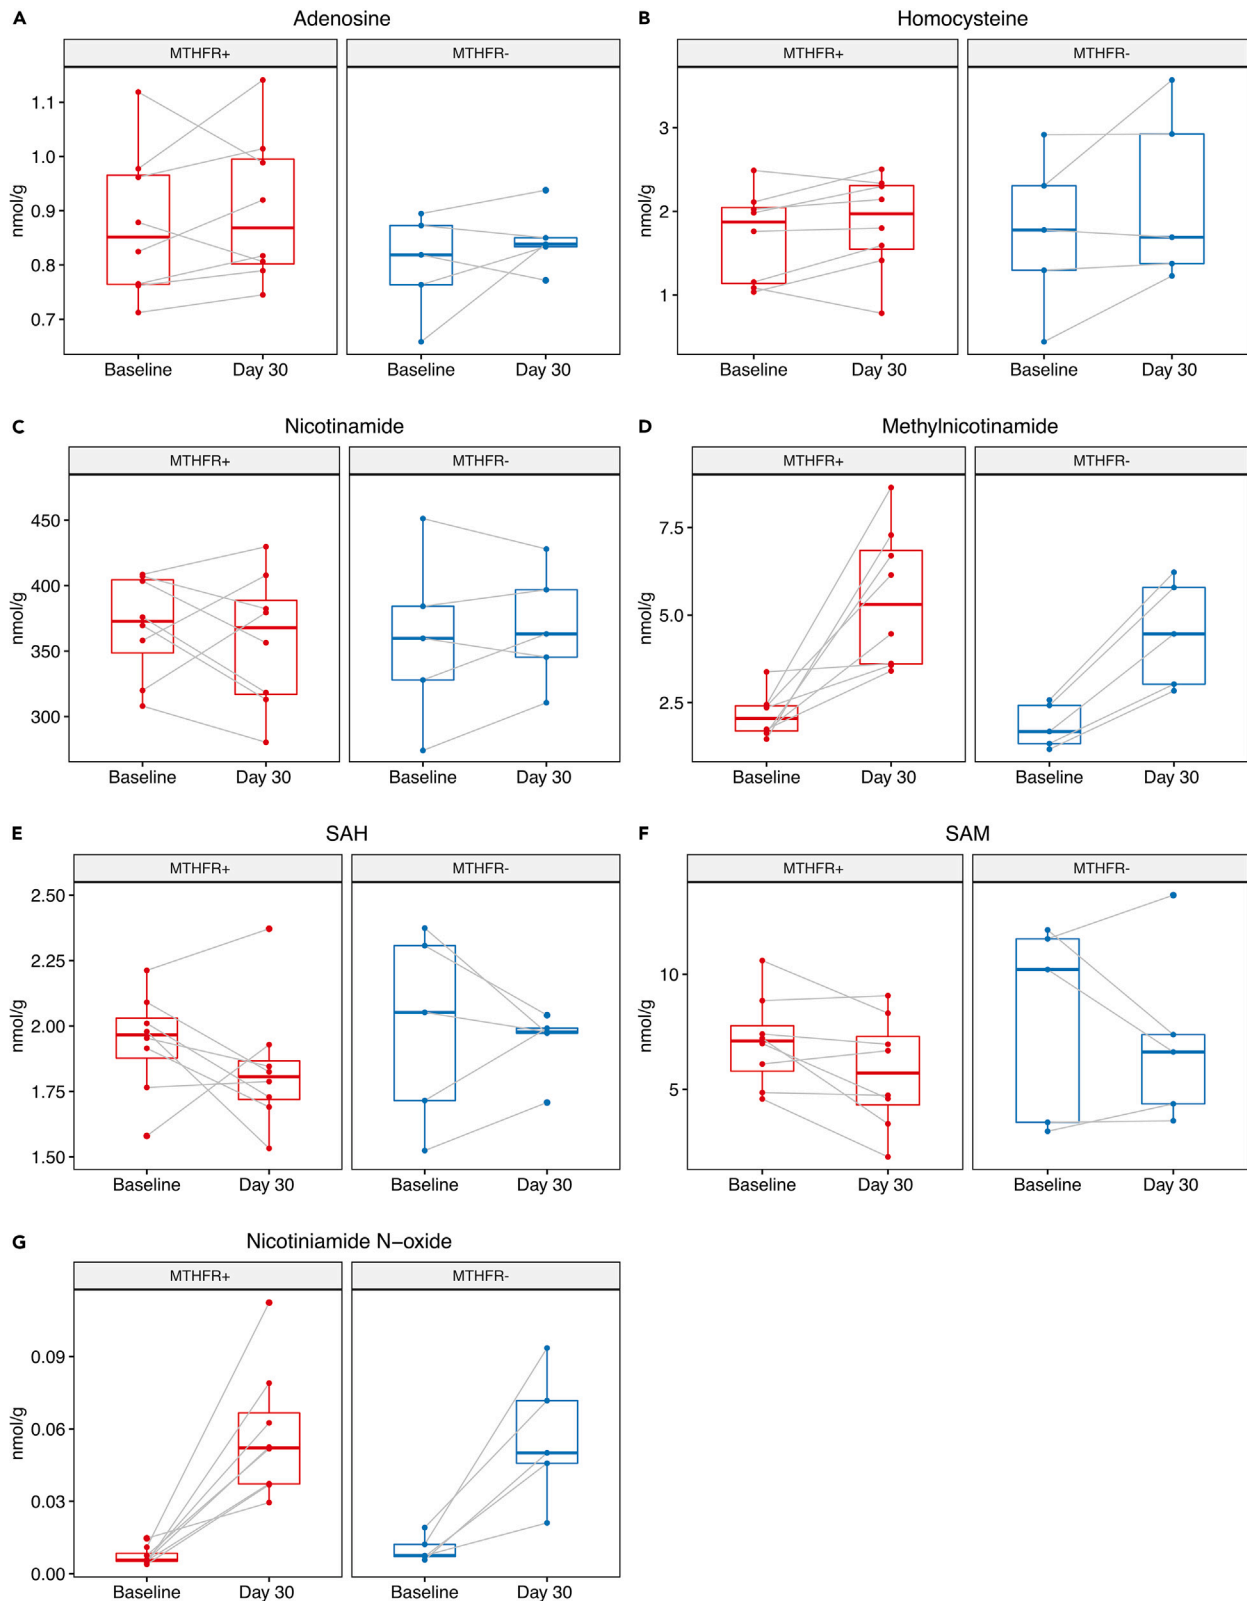 A Adenosine
MTHFR+ MTHFR-
nmol/g
1.1
1.0
0.9
0.8
0.7
Baseline Day 30 Baseline Day 30
B Homocysteine
MTHFR+ MTHFR-
nmol/g
3
2
1
Baseline Day 30 Baseline Day 30
C Nicotinamide
MTHFR+ MTHFR-
nmol/g
450
400
350
300
Baseline Day 30 Baseline Day 30
D Methylnicotinamide
MTHFR+ MTHFR-
nmol/g
7.5
5.0
2.5
Baseline Day 30 Baseline Day 30
E SAH
MTHFR+ MTHFR-
nmol/g
2.50
2.25
2.00
1.75
1.50
Baseline Day 30 Baseline Day 30
F SAM
MTHFR+ MTHFR-
nmol/g
10
5
Baseline Day 30 Baseline Day 30
G Nicotiniamide N−oxide
MTHFR+ MTHFR-
nmol/g
0.09
0.06
0.03
0.00
Baseline Day 30 Baseline Day 30